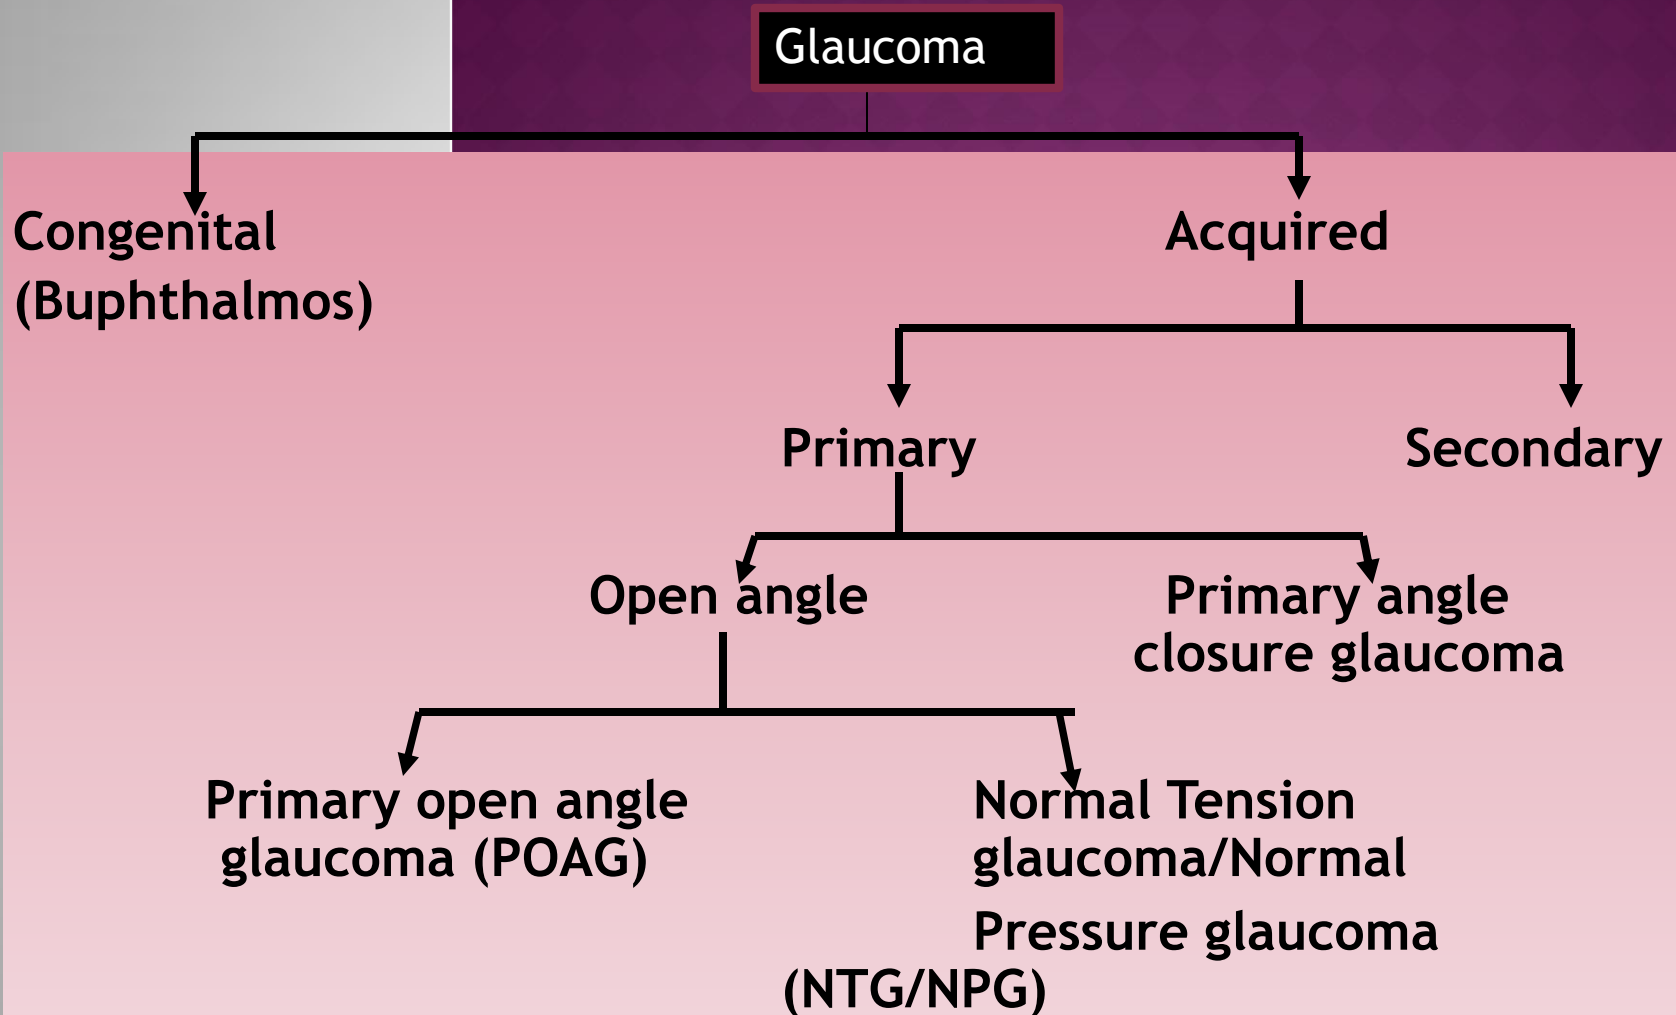 Glaucoma
Congenital
(Buphthalmos)
Acquired
Primary
Secondary
Open angle
Primary angle
closure glaucoma
Primary open angle
glaucoma (POAG)
Normal Tension
glaucoma/Normal
Pressure glaucoma
(NTG/NPG)